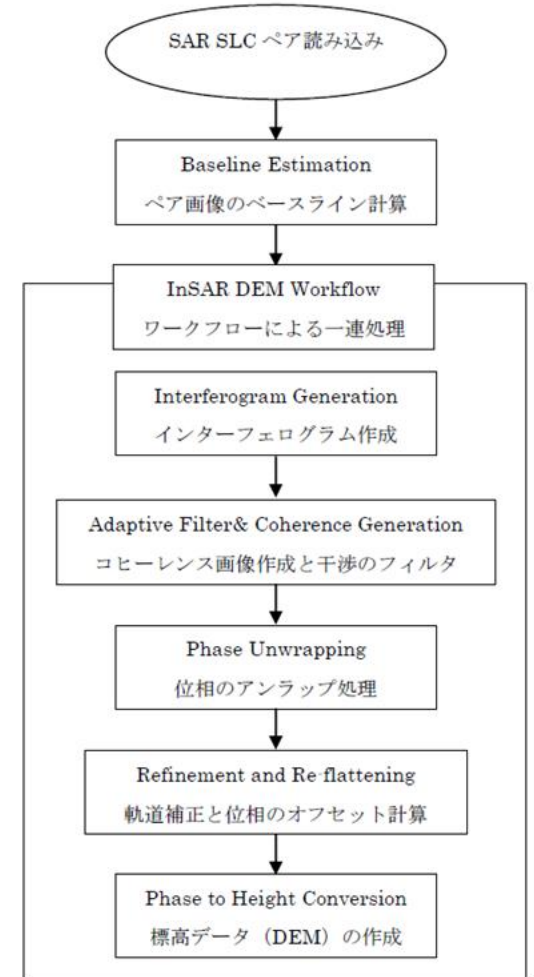 SAR SLC ペア読み込み
Baseline Estimation
ペア画像のベースライン計算
InSAR DEM Workflow
ワークフローによる一連処理
Interferogram Generation
インターフェログラム作成
Adaptive Filter& Coherence Generation
コヒーレンス画像作成と干渉のフィルタ
Phase Unwrapping
位相のアンラップ処理
Refinement and Re-flattening
軌道補正と位相のオフセット計算
Phase to Height Conversion
標高データ（DEM）の作成